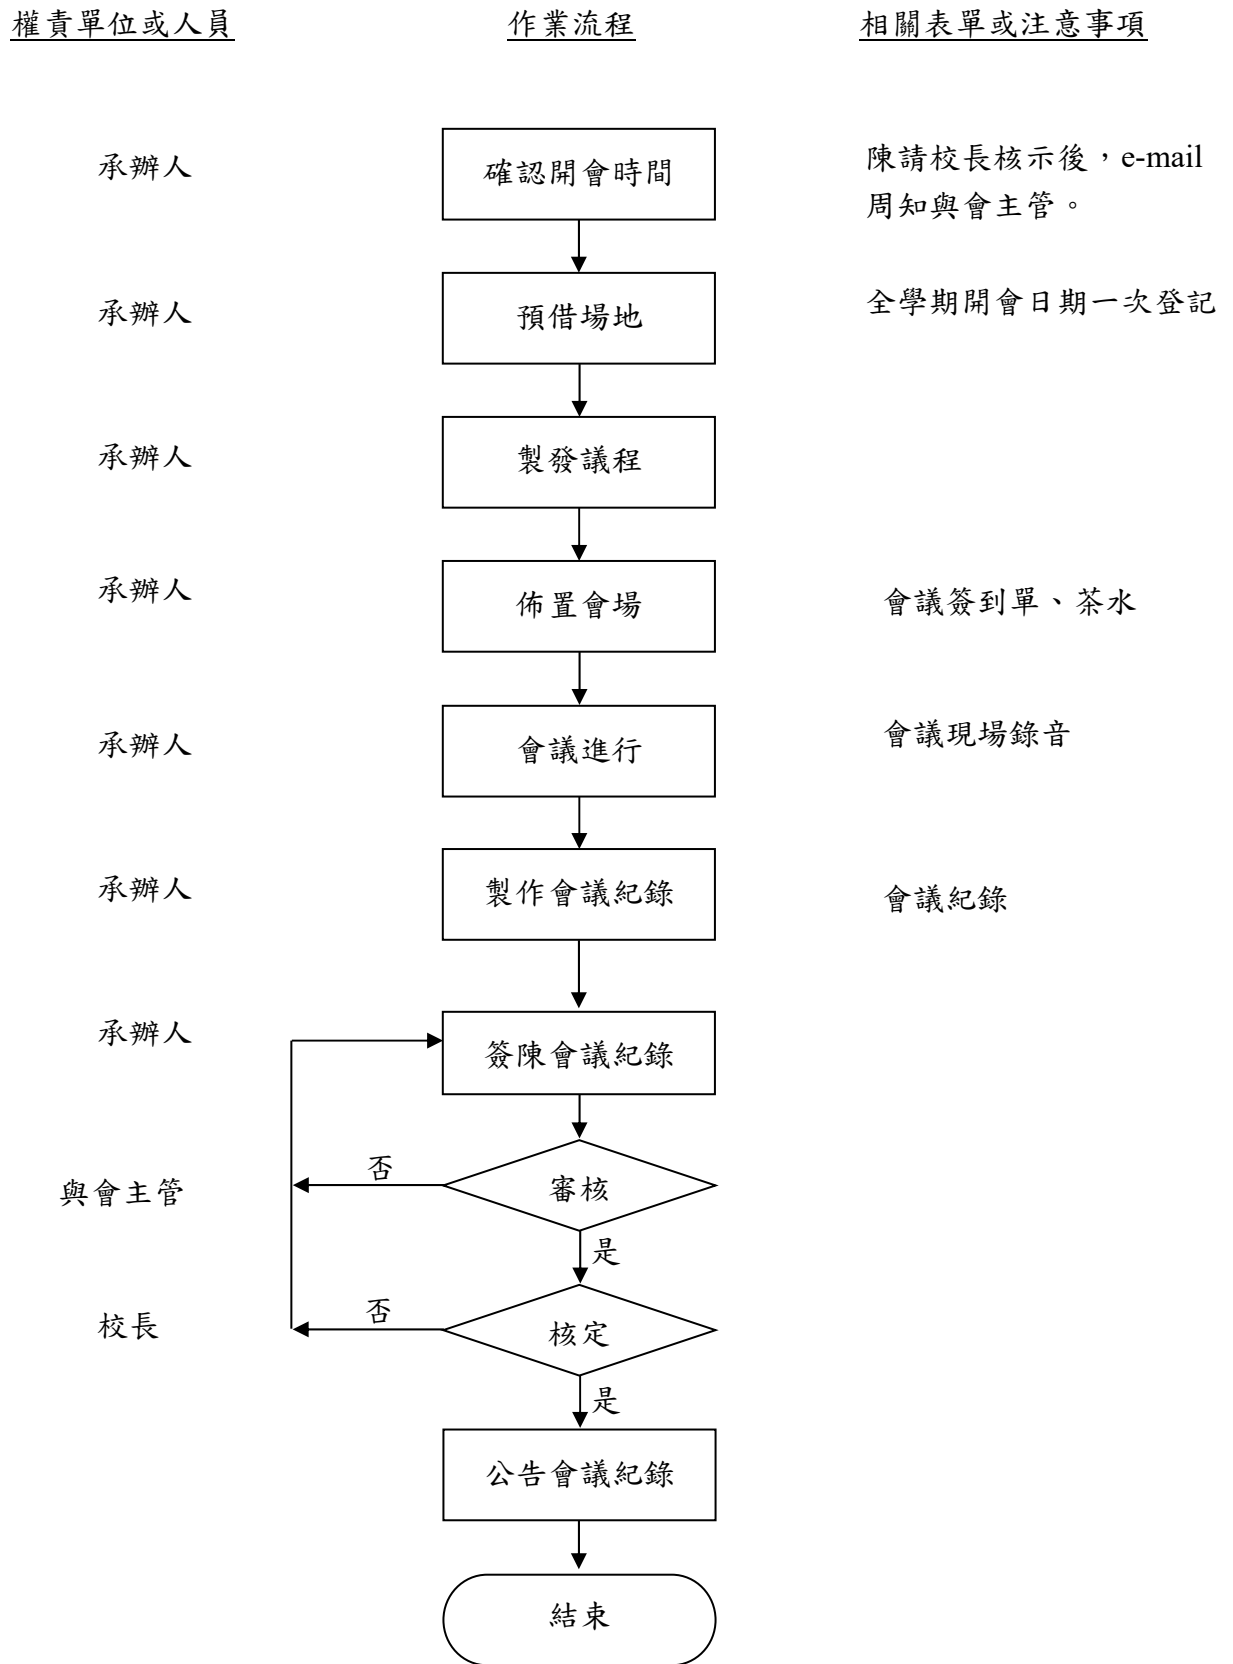 權責單位或人員
作業流程
相關表單或注意事項
承辦人
確認開會時間
陳請校長核示後，e-mail
周知與會主管。
承辦人
預借場地
全學期開會日期一次登記
承辦人
製發議程
承辦人
佈置會場
會議簽到單、茶水
承辦人
會議進行
會議現場錄音
承辦人
製作會議紀錄
會議紀錄
承辦人
簽陳會議紀錄
與會主管
否
審核
是
校長
否
核定
是
公告會議紀錄
結束